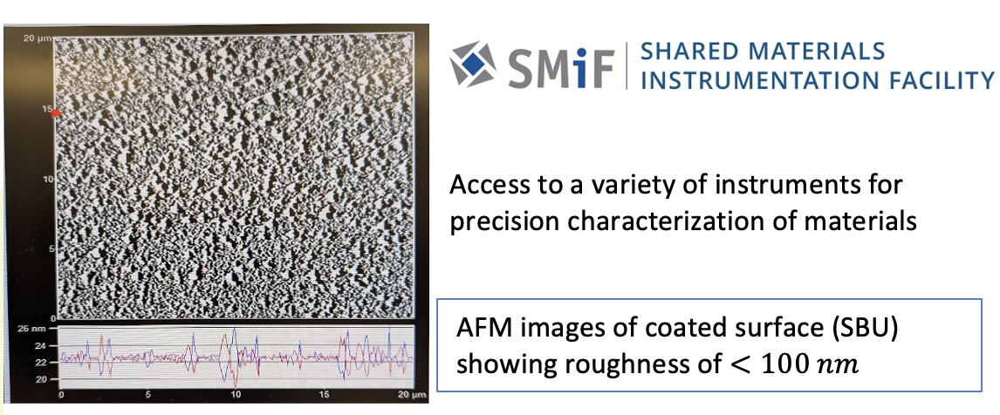 20 µm
15
10
5
0
26 nm
24
22
20
0 5 10 15 20 µm
SMiF
SHARED MATERIALS
INSTRUMENTATION FACILITY
Access to a variety of instruments for
precision characterization of materials
AFM images of coated surface (SBU)
showing roughness of < 100 nm